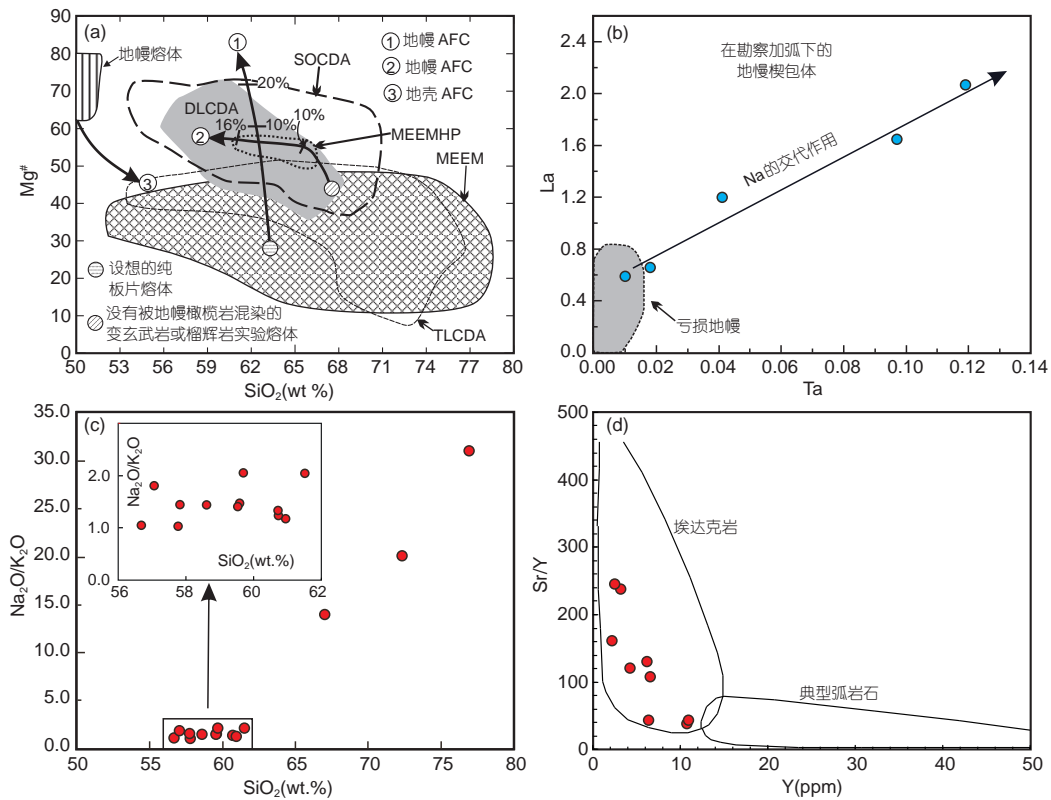 (a)
90
80
70
60
50
40
30
20
10
0
Mg#
50 53 56 59 62 65 68 71 74 77 80
SiO₂(wt %)
地幔熔体
① 地幔 AFC
② 地幔 AFC
③ 地壳 AFC
①
SOCDA
20%
DLCDA
10%
16% 10%
MEEMHP
②
MEEM
③
设想的纯
板片熔体
没有被地幔橄榄岩混染的
变玄武岩或榴辉岩实验熔体
TLCDA
(b)
2.4
2.0
1.6
1.2
0.8
0.4
0.0
La
0.00 0.02 0.04 0.06 0.08 0.10 0.12 0.14
Ta
在勘察加弧下的
地慢楔包体
Na的交代作用
亏损地幔
(c)
35.0
30.0
25.0
20.0
15.0
10.0
5.0
0.0
Na₂O/K₂O
50 55 60 65 70 75 80
SiO₂(wt.%)
Na₂O/K₂O
2.0
1.0
0.0
SiO₂(wt.%)
56 58 60 62
(d)
500
400
300
200
100
0
Sr/Y
0 10 20 30 40 50
Y(ppm)
埃达克岩
典型弧岩石